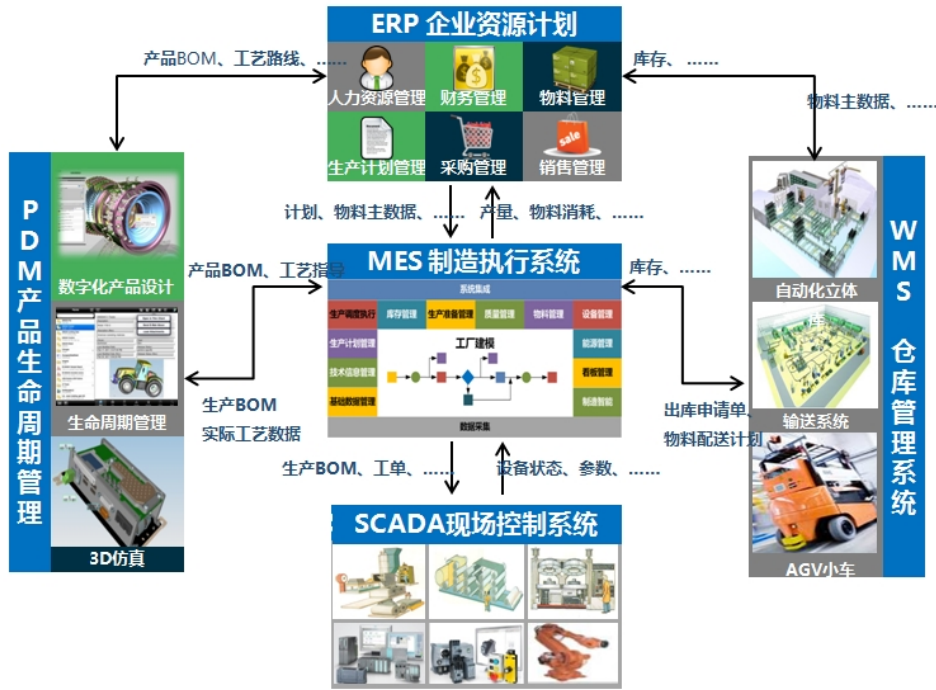 ERP 企业资源计划
产品BOM、工艺路线、……
库存、……
人力资源管理
财务管理
物料管理
物料主数据、……
生产计划管理
采购管理
销售管理
计划、物料主数据、……
产量、物料消耗、……
PDM产品生命周期管理
数字化产品设计
生命周期管理
3D仿真
产品BOM、工艺指导
生产BOM
实际工艺数据
MES 制造执行系统
系统集成
生产调度执行
库存管理
生产准备管理
质量管理
物料管理
设备管理
生产计划管理
工厂建模
能源管理
技术信息管理
看板管理
基础数据管理
制造智能
数据采集
库存、……
出库申请单、
物料配送计划
WMS 仓库管理系统
自动化立体
库
输送系统
AGV小车
生产BOM、工单、……
设备状态、参数、……
SCADA现场控制系统